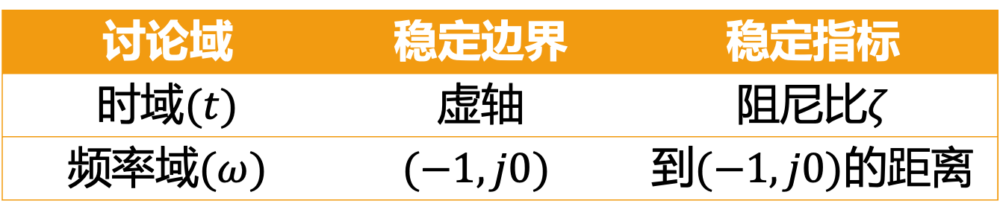 讨论域 稳定边界 稳定指标
时域(t) 虚轴 阻尼比ζ
频率域(ω) (−1, j0) 到(−1, j0)的距离